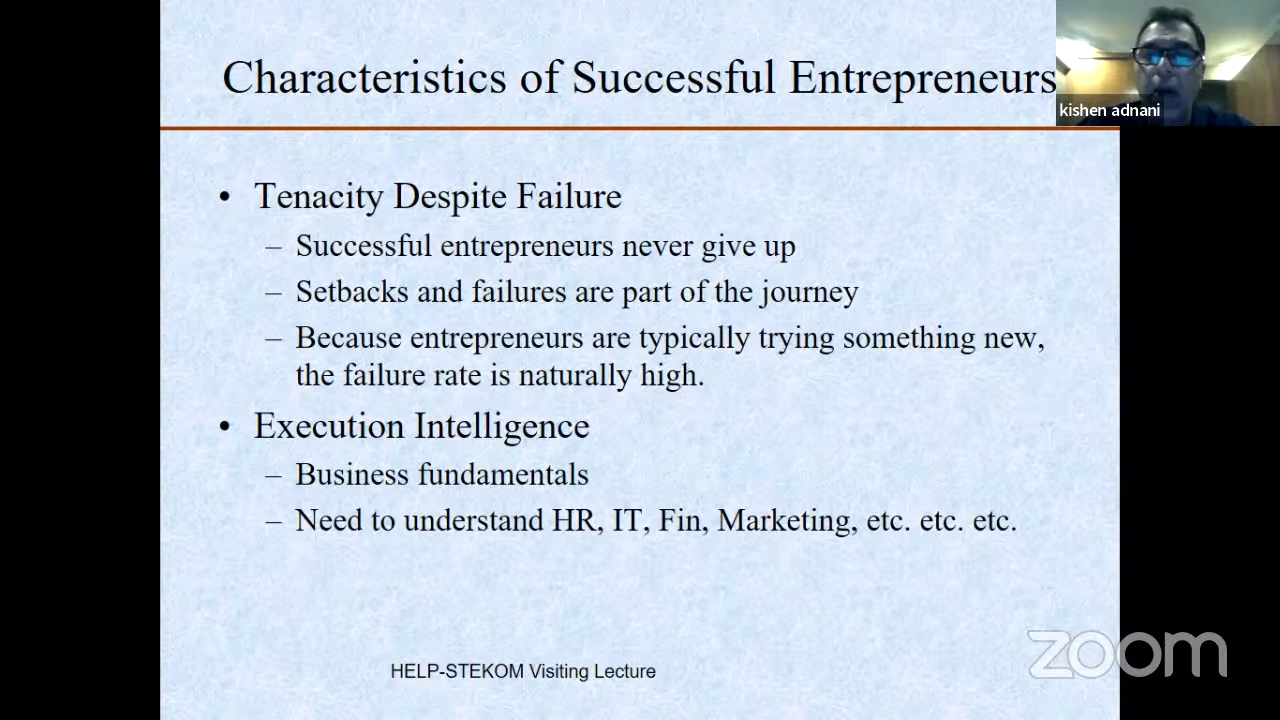 Characteristics of Successful Entrepreneurs
kishen adnani
• Tenacity Despite Failure
– Successful entrepreneurs never give up
– Setbacks and failures are part of the journey
– Because entrepreneurs are typically trying something new,
the failure rate is naturally high.
• Execution Intelligence
– Business fundamentals
– Need to understand HR, IT, Fin, Marketing, etc. etc. etc.
HELP-STEKOM Visiting Lecture
zoom